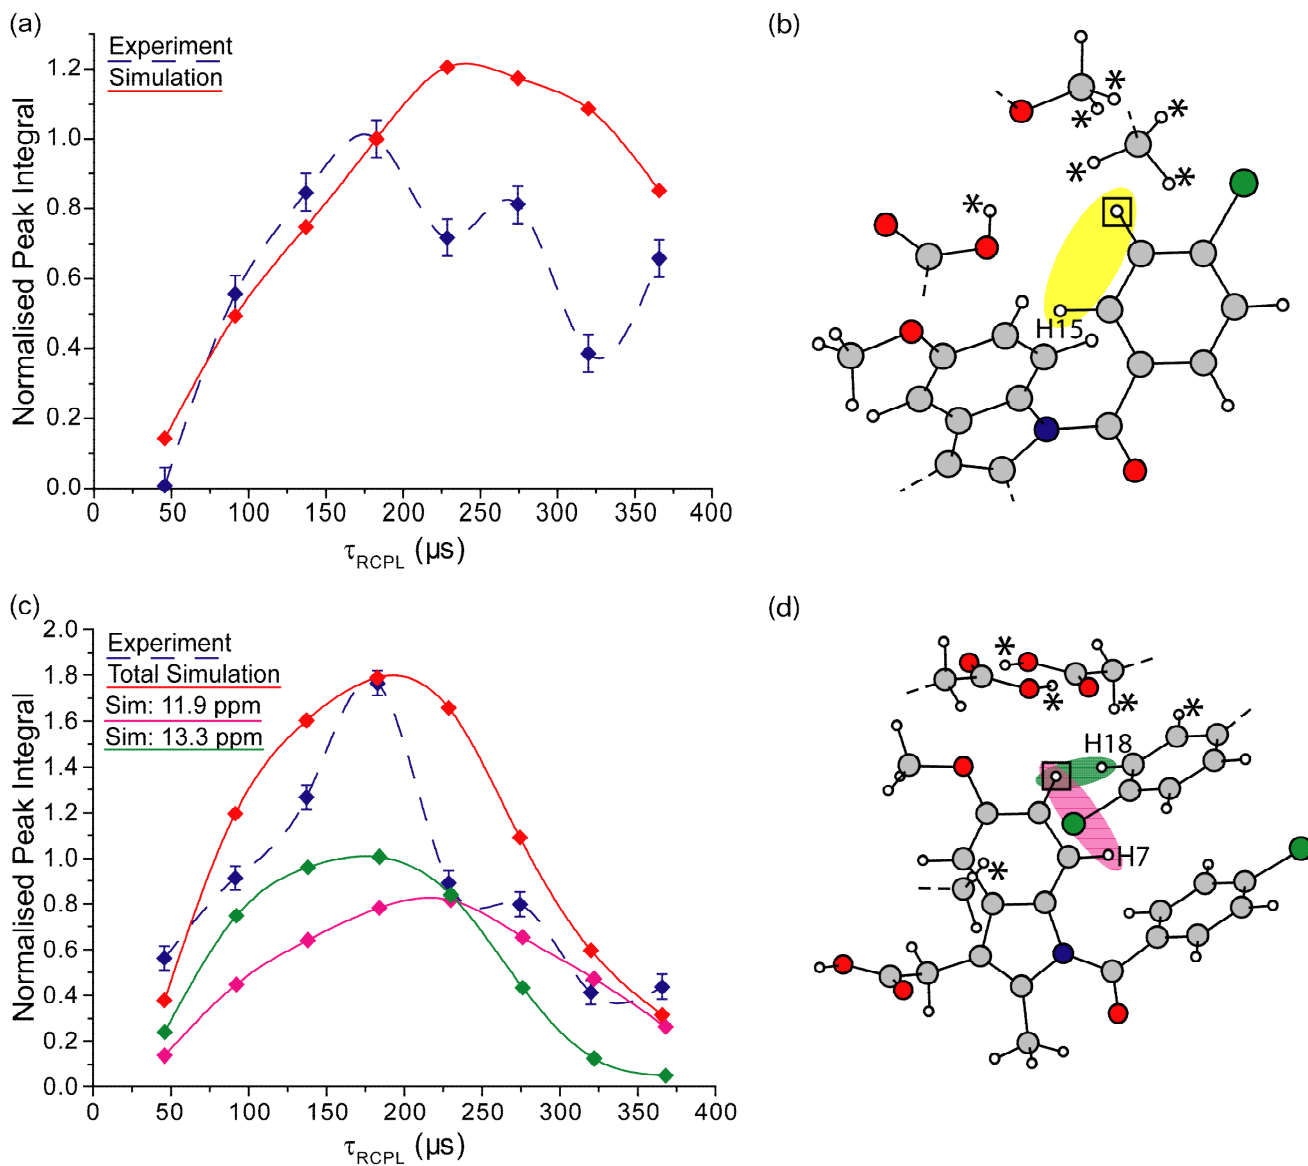 (a)
Experiment
Simulation
1.2
1.0
0.8
0.6
0.4
0.2
0.0
Normalised Peak Integral
0 50 100 150 200 250 300 350 400
τRCPL (μs)
(b)
*
*
*
*
*
*
H15
(c)
Experiment
Total Simulation
Sim: 11.9 ppm
Sim: 13.3 ppm
2.0
1.8
1.6
1.4
1.2
1.0
0.8
0.6
0.4
0.2
0.0
Normalised Peak Integral
0 50 100 150 200 250 300 350 400
τRCPL (μs)
(d)
*
*
*
*
H18
H7
*